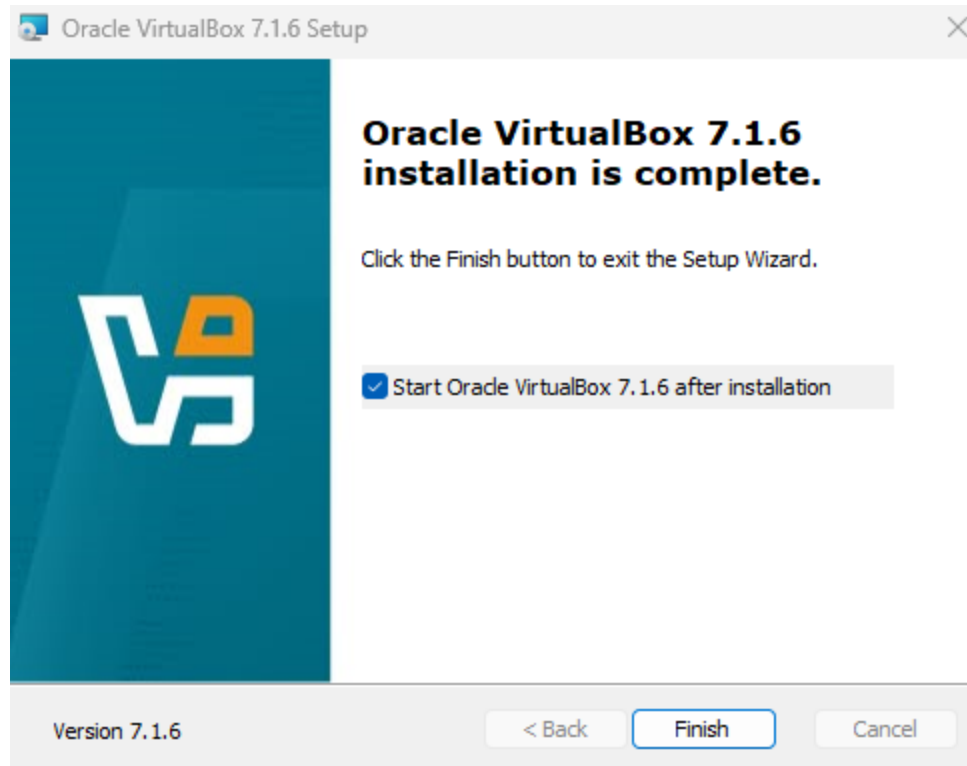 Oracle VirtualBox 7.1.6 Setup
Oracle VirtualBox 7.1.6
installation is complete.
Click the Finish button to exit the Setup Wizard.
Start Oracle VirtualBox 7.1.6 after installation
Version 7.1.6
< Back
Finish
Cancel